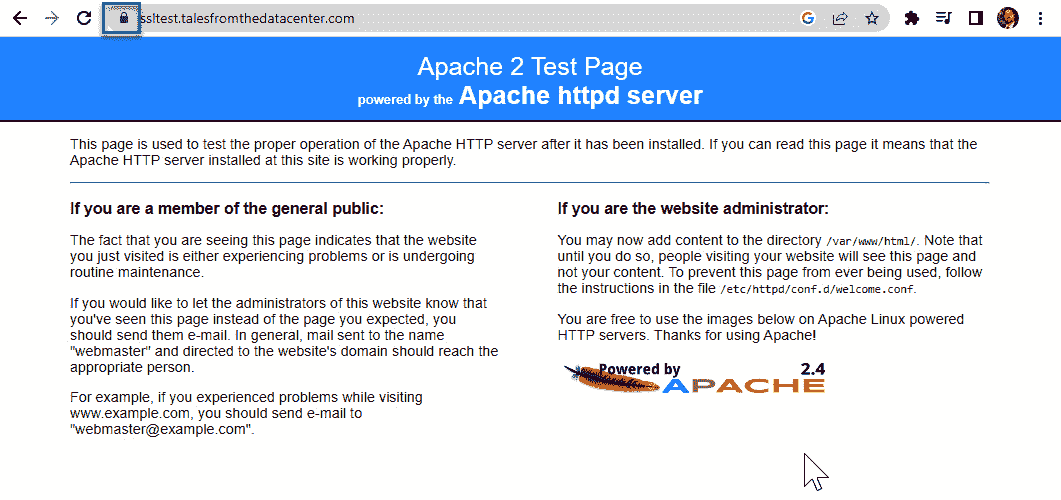 ssltest.talesfromthedatacenter.com
Apache 2 Test Page
powered by the Apache httpd server
This page is used to test the proper operation of the Apache HTTP server after it has been installed. If you can read this page it means that the
Apache HTTP server installed at this site is working properly.
If you are a member of the general public:
The fact that you are seeing this page indicates that the website
you just visited is either experiencing problems or is undergoing
routine maintenance.
If you would like to let the administrators of this website know that
you've seen this page instead of the page you expected, you
should send them e-mail. In general, mail sent to the name
"webmaster" and directed to the website's domain should reach the
appropriate person.
For example, if you experienced problems while visiting
www.example.com, you should send e-mail to
"webmaster@example.com".
If you are the website administrator:
You may now add content to the directory /var/www/html/. Note that
until you do so, people visiting your website will see this page and
not your content. To prevent this page from ever being used, follow
the instructions in the file /etc/httpd/conf.d/welcome.conf.
You are free to use the images below on Apache Linux powered
HTTP servers. Thanks for using Apache!
Powered by 2.4
APACHE